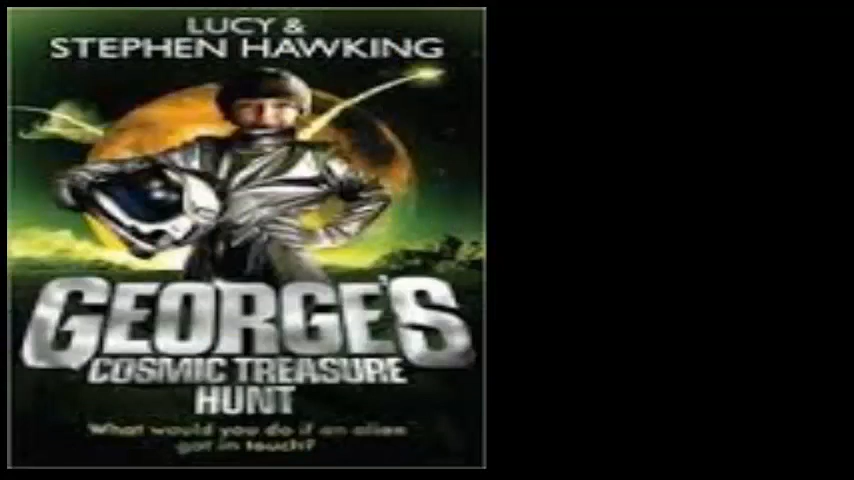 LUCY &
STEPHEN HAWKING
GEORGE'S
COSMIC TREASURE
HUNT
What would you do if an alien
got in touch?